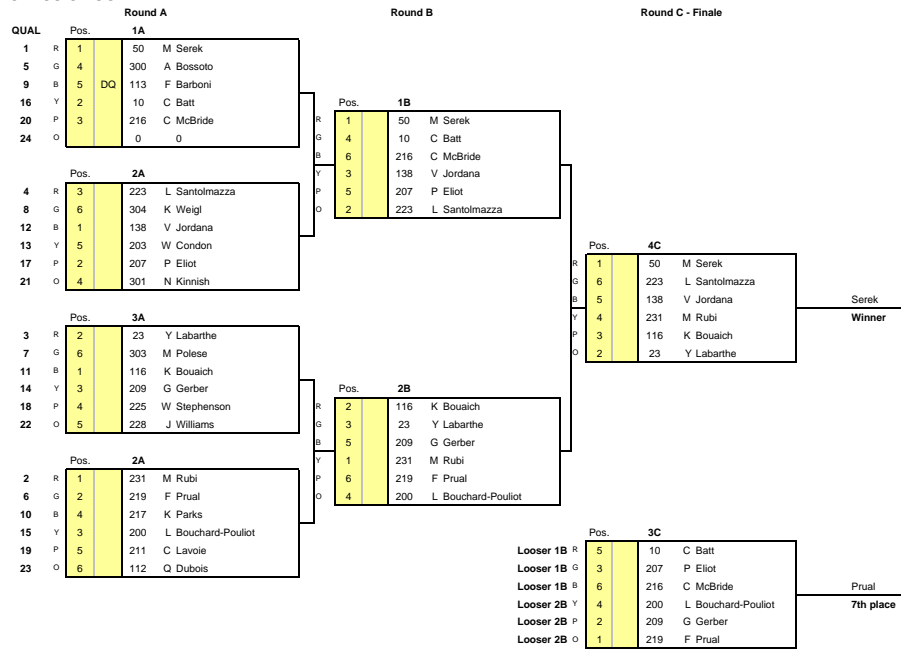 Round A Round B Round C - Finale
QUAL Pos. 1A
1 R 1 50 M Serek
5 G 4 300 A Bossoto
9 B 5 DQ 113 F Barboni
16 Y 2 10 C Batt
20 P 3 216 C McBride
24 O 0 0
Pos. 2A
4 R 3 223 L Santolmazza
8 G 6 304 K Weigl
12 B 1 138 V Jordana
13 Y 5 203 W Condon
17 P 2 207 P Eliot
21 O 4 301 N Kinnish
Pos. 3A
3 R 2 23 Y Labarthe
7 G 6 303 M Polese
11 B 1 116 K Bouaich
14 Y 3 209 G Gerber
18 P 4 225 W Stephenson
22 O 5 228 J Williams
Pos. 2A
2 R 1 231 M Rubi
6 G 2 219 F Prual
10 B 4 217 K Parks
15 Y 3 200 L Bouchard-Pouliot
19 P 5 211 C Lavoie
23 O 6 112 Q Dubois
Pos. 1B
R 1 50 M Serek
G 4 10 C Batt
B 6 216 C McBride
Y 3 138 V Jordana
P 5 207 P Eliot
O 2 223 L Santolmazza
Pos. 2B
R 2 116 K Bouaich
G 3 23 Y Labarthe
B 5 209 G Gerber
Y 1 231 M Rubi
P 6 219 F Prual
O 4 200 L Bouchard-Pouliot
Pos. 4C
R 1 50 M Serek
G 6 223 L Santolmazza
B 5 138 V Jordana
Y 4 231 M Rubi
P 3 116 K Bouaich
O 2 23 Y Labarthe
Serek
Winner
Pos. 3C
Looser 1B R 5 10 C Batt
Looser 1B G 3 207 P Eliot
Looser 1B B 6 216 C McBride
Looser 2B Y 4 200 L Bouchard-Pouliot
Looser 2B P 2 209 G Gerber
Looser 2B O 1 219 F Prual
Prual
7th place